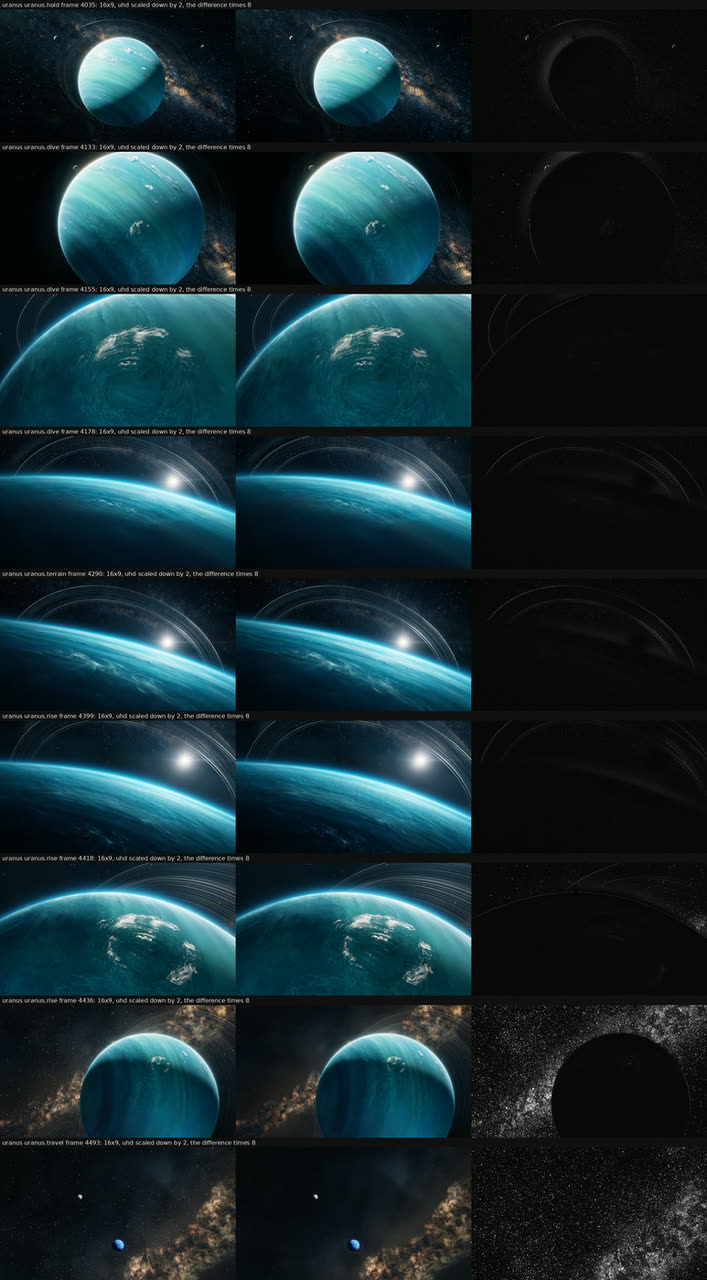 uranus uranus.hold frame 4035: 16x9, uhd scaled down by 2, the difference times 8
uranus uranus.dive frame 4133: 16x9, uhd scaled down by 2, the difference times 8
uranus uranus.dive frame 4155: 16x9, uhd scaled down by 2, the difference times 8
uranus uranus.dive frame 4178: 16x9, uhd scaled down by 2, the difference times 8
uranus uranus.terrain frame 4290: 16x9, uhd scaled down by 2, the difference times 8
uranus uranus.rise frame 4399: 16x9, uhd scaled down by 2, the difference times 8
uranus uranus.rise frame 4418: 16x9, uhd scaled down by 2, the difference times 8
uranus uranus.rise frame 4436: 16x9, uhd scaled down by 2, the difference times 8
uranus uranus.travel frame 4493: 16x9, uhd scaled down by 2, the difference times 8